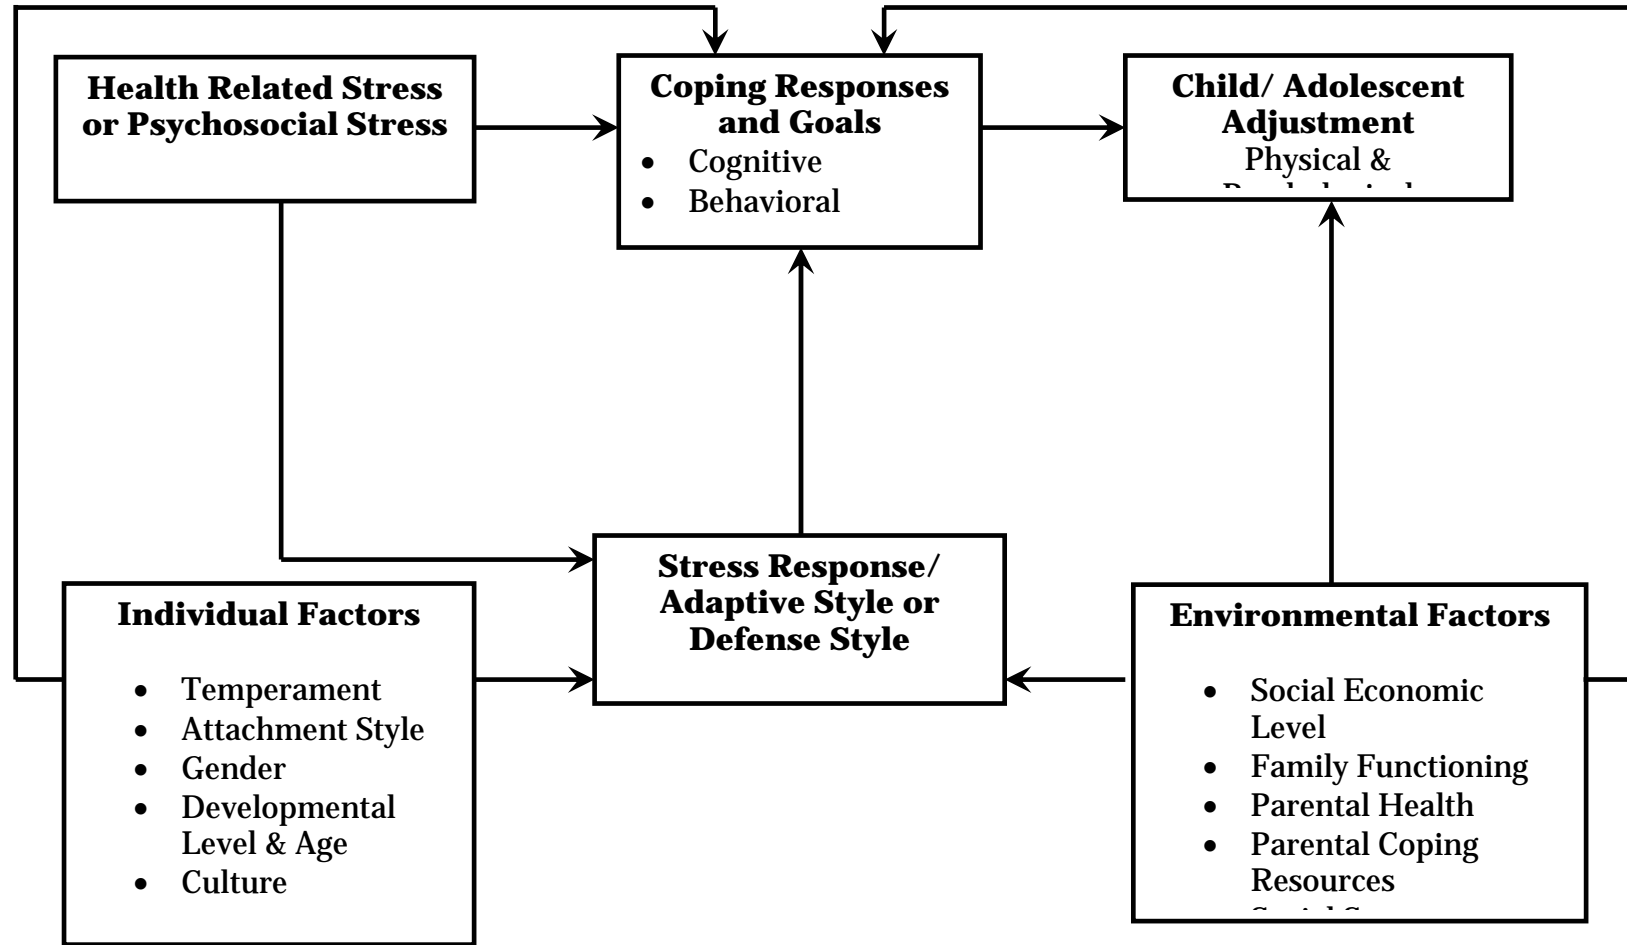 Health Related Stress
or Psychosocial Stress
Coping Responses
and Goals
• Cognitive
• Behavioral
Child/ Adolescent
Adjustment
Physical &
Stress Response/
Adaptive Style or
Defense Style
Individual Factors
• Temperament
• Attachment Style
• Gender
• Developmental
Level & Age
• Culture
Environmental Factors
• Social Economic
Level
• Family Functioning
• Parental Health
• Parental Coping
Resources